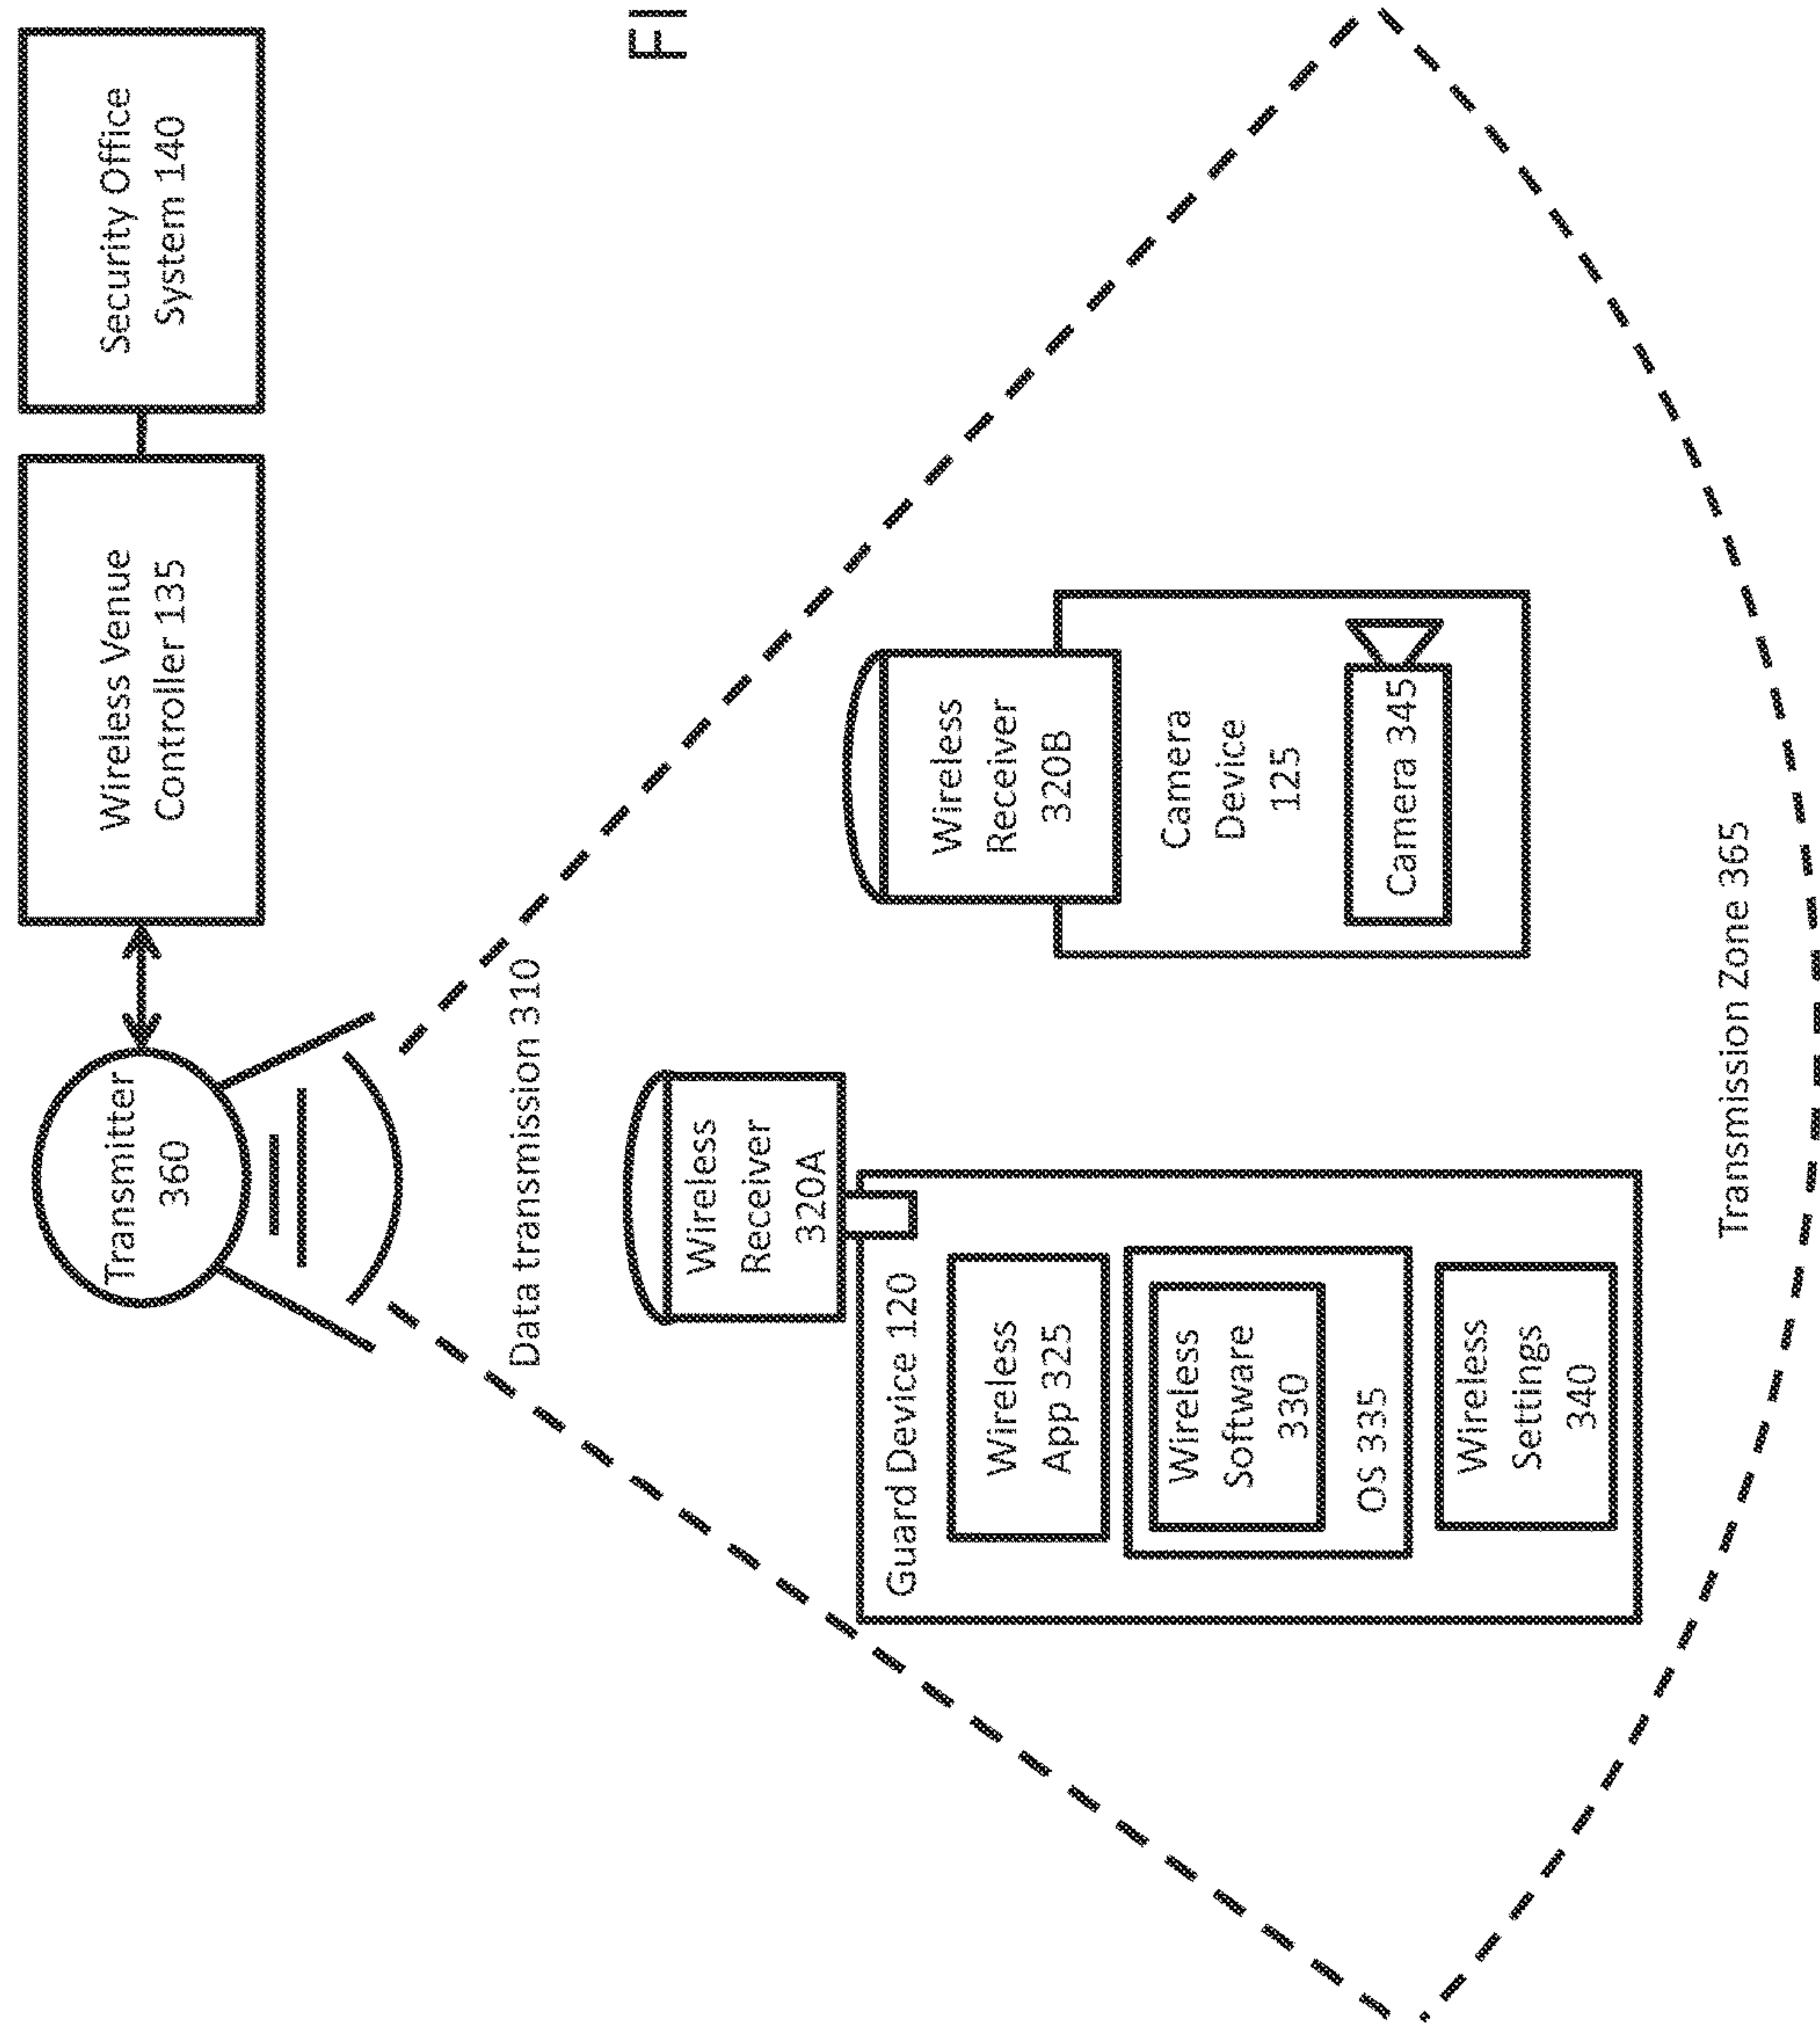 Transmitter
360
Wireless Venue
Controller 135
Security Office
System 140
Data transmission 310
Wireless
Receiver
320A
Guard Device 120
Wireless
App 325
Wireless
Software
330
OS 335
Wireless
Settings
340
Wireless
Receiver
320B
Camera
Device
125
Camera 345
Transmission Zone 365